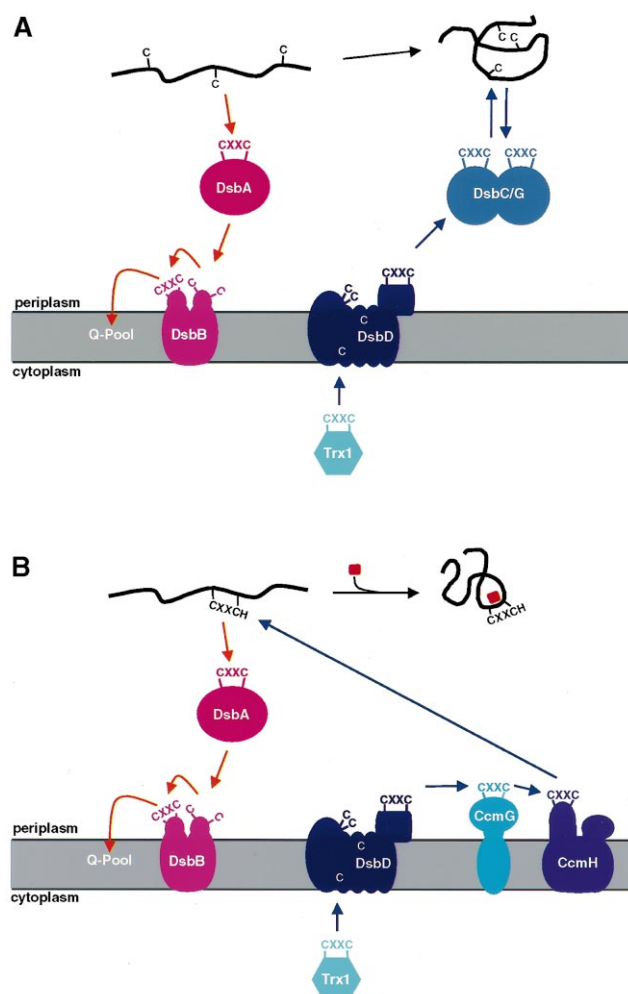 A
C
C
C
C
C C
C
CXXC
DsbA
CXXC CXXC
DsbC/G
CXXC C C
CXXC
C C
periplasm
Q-Pool
DsbB
C
DsbD
C
cytoplasm
CXXC
Trx1
B
CXXCH
CXXCH
CXXC
DsbA
CXXC C C
CXXC
CXXC
CXXC
C C
CcmG
periplasm
Q-Pool
DsbB
C
DsbD
C
CcmH
cytoplasm
CXXC
Trx1